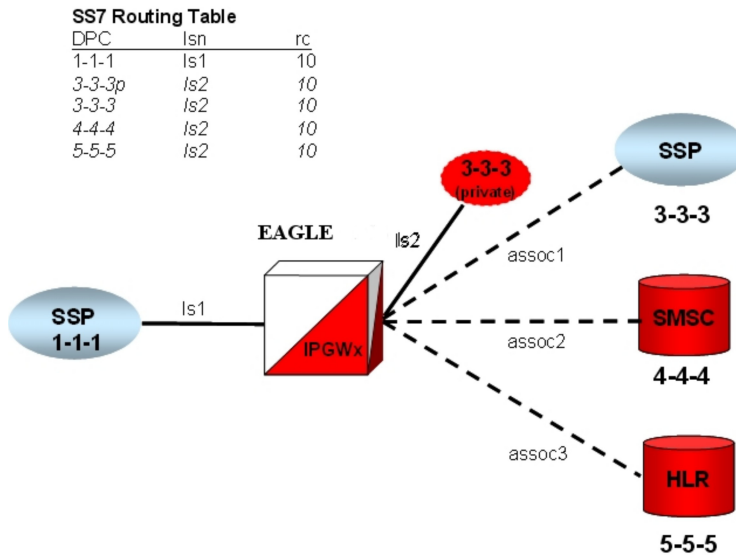 SS7 Routing Table
DPC lsn rc
1-1-1 ls1 10
3-3-3p ls2 10
3-3-3 ls2 10
4-4-4 ls2 10
5-5-5 ls2 10
3-3-3
(private)
SSP
3-3-3
EAGLE
ls2
assoc1
ls1
SSP
1-1-1
IPGWx
assoc2
SMSC
4-4-4
assoc3
HLR
5-5-5